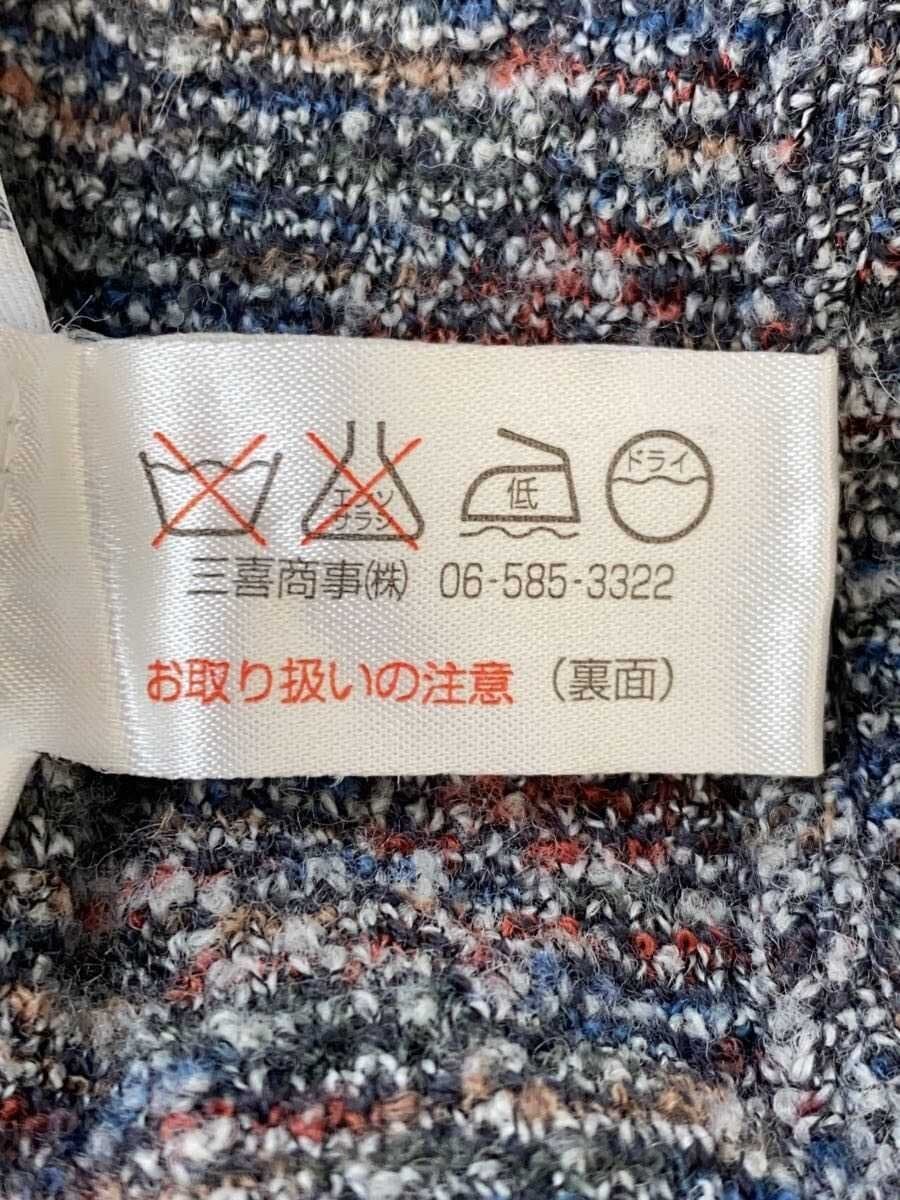 エンソ サラシ 低 ドライ
三喜商事㈱ 06-585-3322
お取り扱いの注意 (裏面)